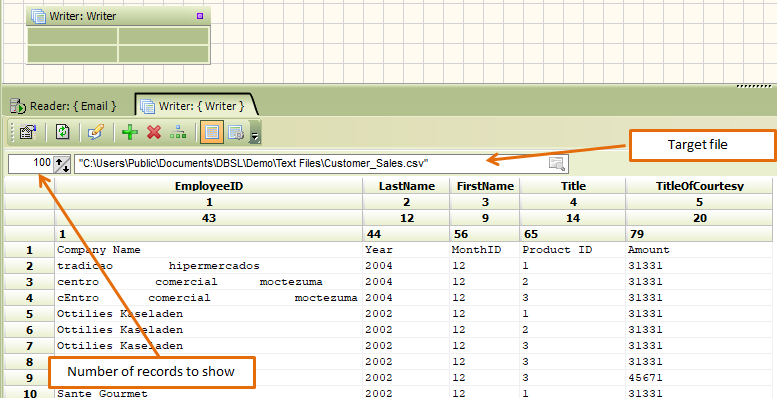 Writer: Writer
Reader: { Email }
Writer: { Writer }
Target file
100 "C:\Users\Public\Documents\DBSL\Demo\Text Files\Customer_Sales.csv"
EmployeeID LastName FirstName Title TitleOfCourtesy
1 2 3 4 5
43 12 9 14 20
1 44 56 65 79
1 Company Name Year MonthID Product ID Amount
2 tradicao hipermercados 2004 12 1 31331
3 centro comercial moctezuma 2004 12 2 31331
4 cEntro comercial moctezuma 2004 12 3 31331
5 Ottilies Kaseladen 2002 12 1 31331
6 Ottilies Kaseladen 2002 12 2 31331
7 Ottilies Kaseladen 2002 12 3 31331
8 2002 12 3 31331
9 2002 12 3 45671
Number of records to show
10 Sante Gourmet 2002 12 1 31331